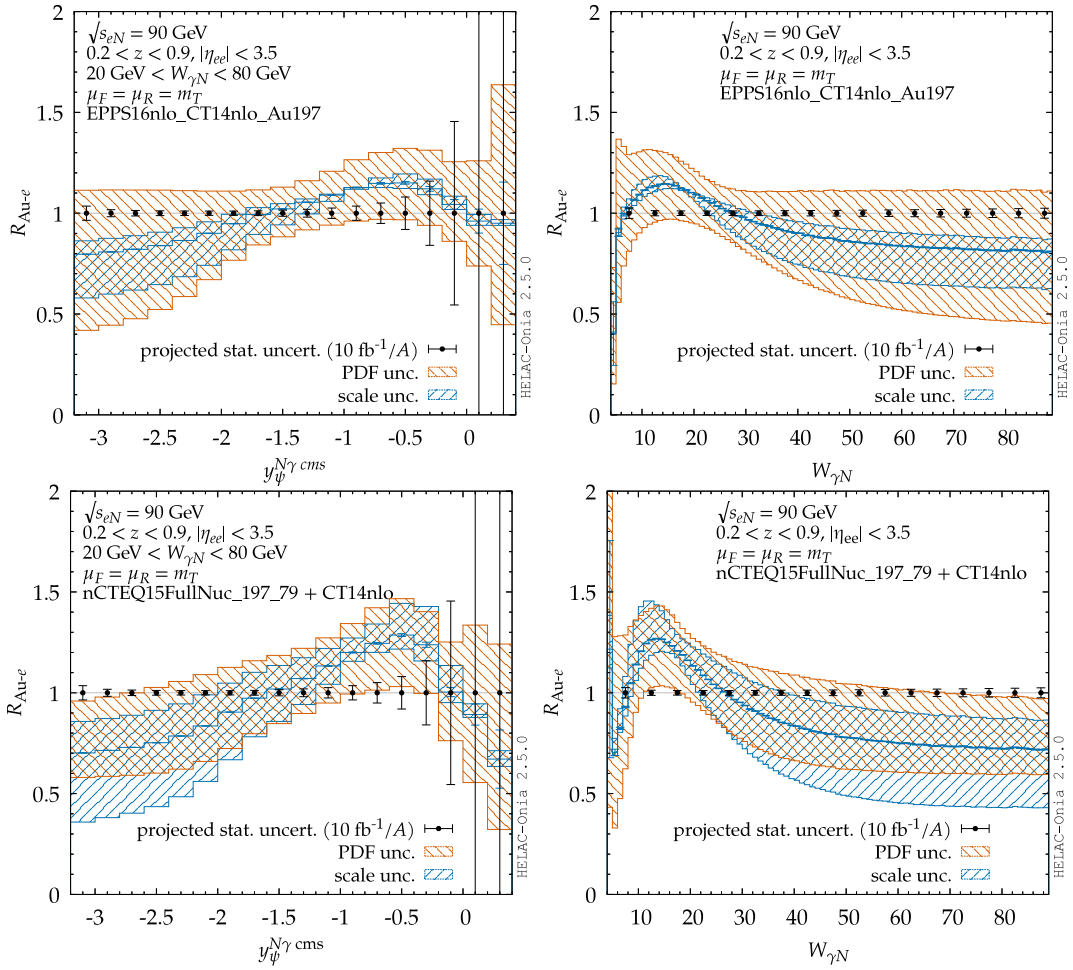 2
1.5
1
0.5
0
R_Au-e
√s_eN = 90 GeV
0.2 < z < 0.9, |η_ee| < 3.5
20 GeV < W_γN < 80 GeV
μ_F = μ_R = m_T
EPPS16nlo_CT14nlo_Au197
projected stat. uncert. (10 fb^-1/A)
PDF unc.
scale unc.
HELAC-Onia 2.5.0
-3 -2.5 -2 -1.5 -1 -0.5 0
y_ψ^Nγ cms
2
1.5
1
0.5
0
R_Au-e
√s_eN = 90 GeV
0.2 < z < 0.9, |η_ee| < 3.5
μ_F = μ_R = m_T
EPPS16nlo_CT14nlo_Au197
projected stat. uncert. (10 fb^-1/A)
PDF unc.
scale unc.
HELAC-Onia 2.5.0
10 20 30 40 50 60 70 80
W_γN
2
1.5
1
0.5
0
R_Au-e
√s_eN = 90 GeV
0.2 < z < 0.9, |η_ee| < 3.5
20 GeV < W_γN < 80 GeV
μ_F = μ_R = m_T
nCTEQ15FullNuc_197_79 + CT14nlo
projected stat. uncert. (10 fb^-1/A)
PDF unc.
scale unc.
HELAC-Onia 2.5.0
-3 -2.5 -2 -1.5 -1 -0.5 0
y_ψ^Nγ cms
2
1.5
1
0.5
0
R_Au-e
√s_eN = 90 GeV
0.2 < z < 0.9, |η_ee| < 3.5
μ_F = μ_R = m_T
nCTEQ15FullNuc_197_79 + CT14nlo
projected stat. uncert. (10 fb^-1/A)
PDF unc.
scale unc.
HELAC-Onia 2.5.0
10 20 30 40 50 60 70 80
W_γN